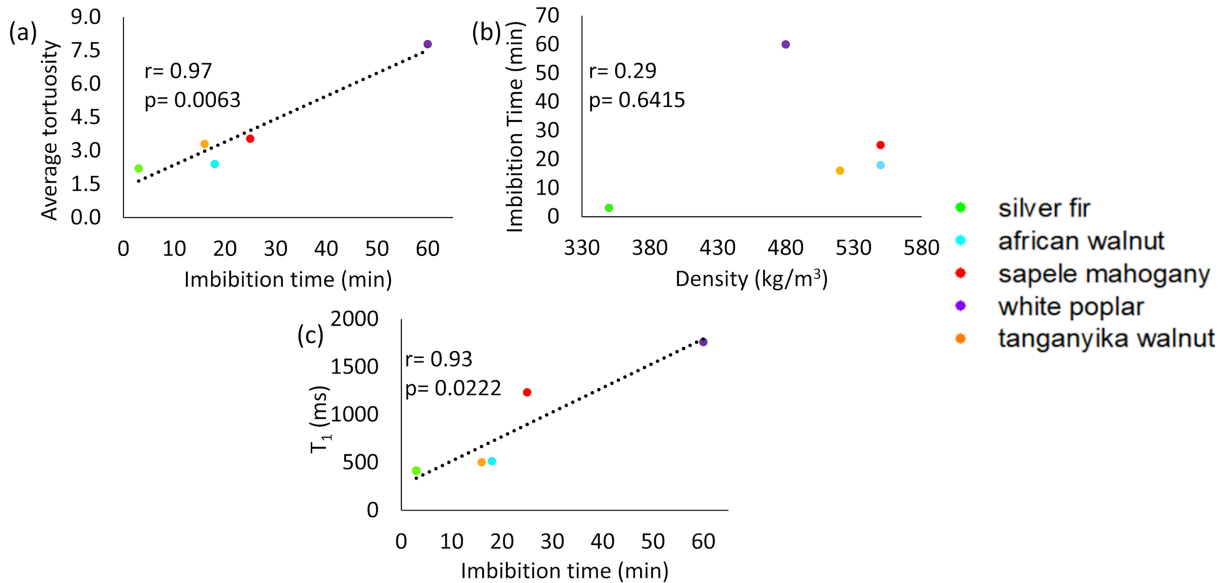 (a)
Average tortuosity
9.0
7.5
6.0
4.5
3.0
1.5
0.0
r= 0.97
p= 0.0063
0 10 20 30 40 50 60
Imbibition time (min)
(b)
Imbibition Time (min)
70
60
50
40
30
20
10
0
r= 0.29
p= 0.6415
330 380 430 480 530 580
Density (kg/m³)
silver fir
african walnut
sapele mahogany
white poplar
tanganyika walnut
(c)
T₁ (ms)
2000
1500
1000
500
0
r= 0.93
p= 0.0222
0 10 20 30 40 50 60
Imbibition time (min)